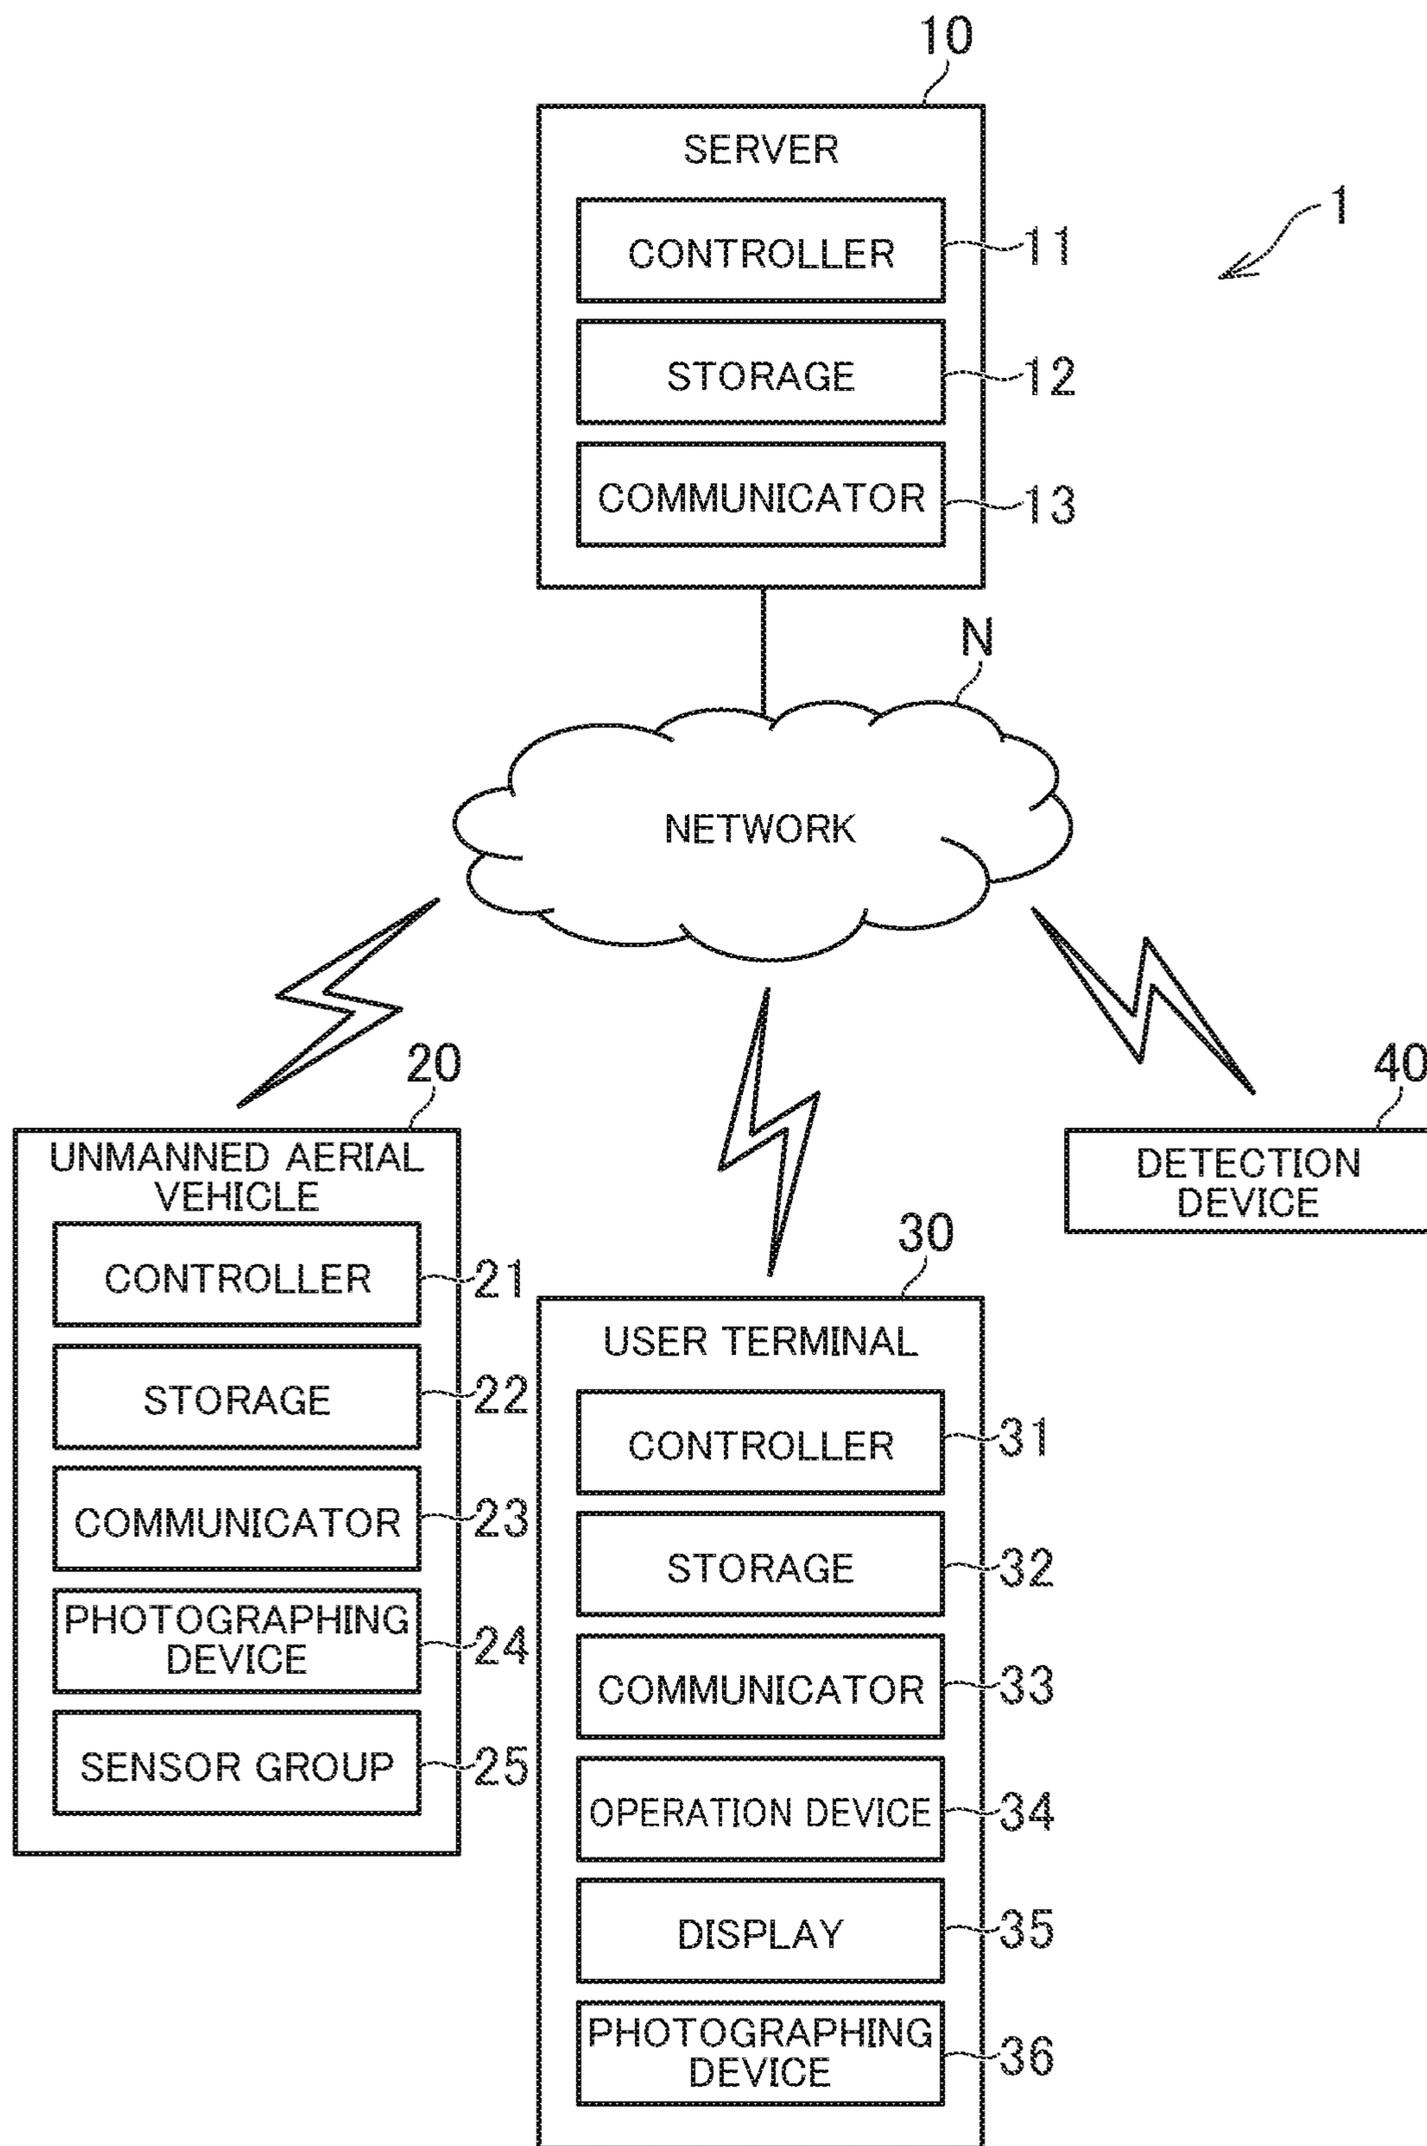 10
SERVER
1
CONTROLLER
11
STORAGE
12
COMMUNICATOR
13
N
NETWORK
20
UNMANNED AERIAL
VEHICLE
CONTROLLER
21
STORAGE
22
COMMUNICATOR
23
PHOTOGRAPHING
DEVICE
24
SENSOR GROUP
25
30
USER TERMINAL
CONTROLLER
31
STORAGE
32
COMMUNICATOR
33
OPERATION DEVICE
34
DISPLAY
35
PHOTOGRAPHING
DEVICE
36
40
DETECTION
DEVICE